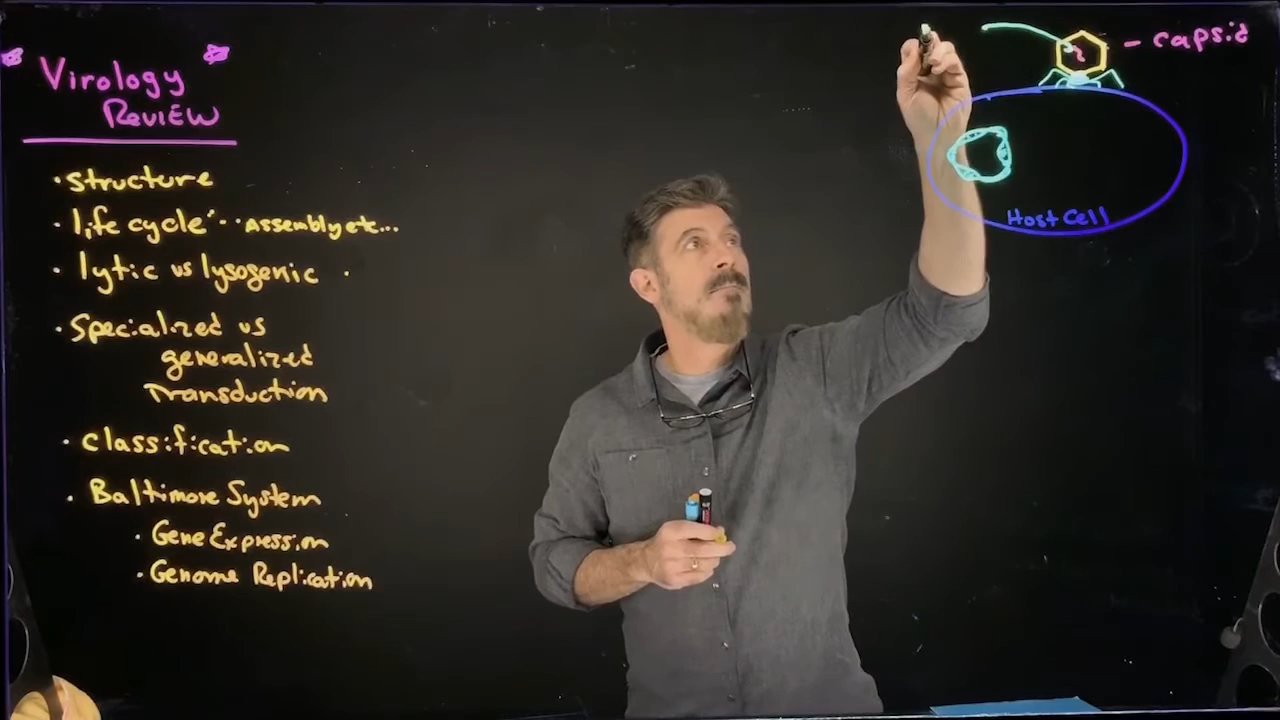 Virology
Review
• structure
• life cycle - • assembly etc...
• lytic vs lysogenic •
• Specialized vs
generalized
Transduction
• Classification
• Baltimore System
• Gene Expression
• Genome Replication
- capsid
Host Cell